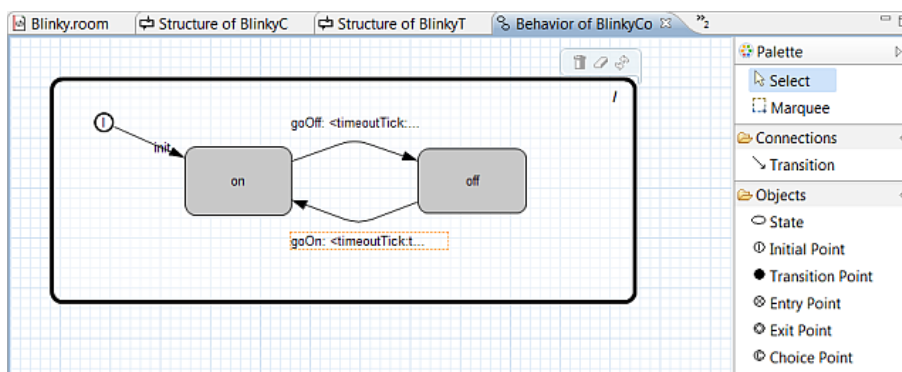 Blinky.room
Structure of BlinkyC
Structure of BlinkyT
Behavior of BlinkyCo
»2
Palette
Select
Marquee
Connections
Transition
Objects
State
Initial Point
Transition Point
Entry Point
Exit Point
Choice Point
/
I
init
goOff: <timeoutTick:...
on
off
goOn: <timeoutTick:t...